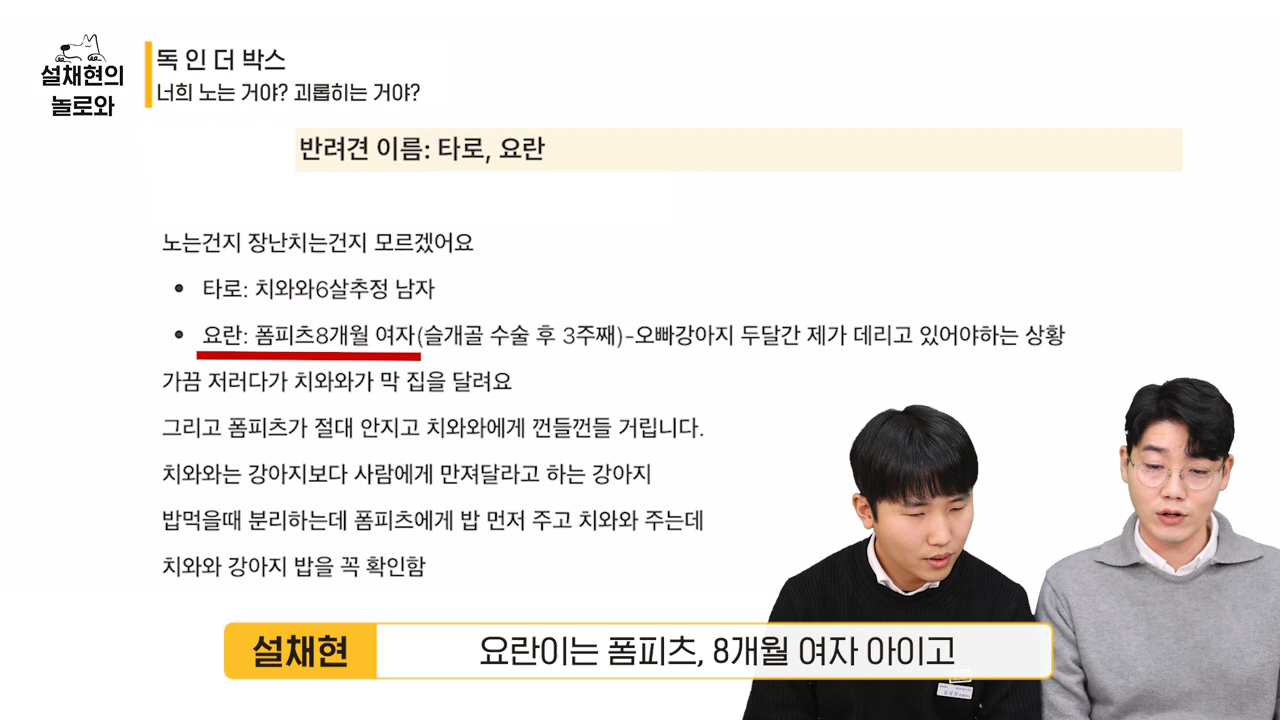 설채현의
놀로와
독 인 더 박스
너희 노는 거야? 괴롭히는 거야?
반려견 이름: 타로, 요란
노는건지 장난치는건지 모르겠어요
• 타로: 치와와6살추정 남자
• 요란: 폼피츠8개월 여자(슬개골 수술 후 3주째)-오빠강아지 두달간 제가 데리고 있어야하는 상황
가끔 저러다가 치와와가 막 집을 달려요
그리고 폼피츠가 절대 안지고 치와와에게 껀들껀들 거립니다.
치와와는 강아지보다 사람에게 만져달라고 하는 강아지
밥먹을때 분리하는데 폼피츠에게 밥 먼저 주고 치와와 주는데
치와와 강아지 밥을 꼭 확인함
설채현 요란이는 폼피츠, 8개월 여자 아이고